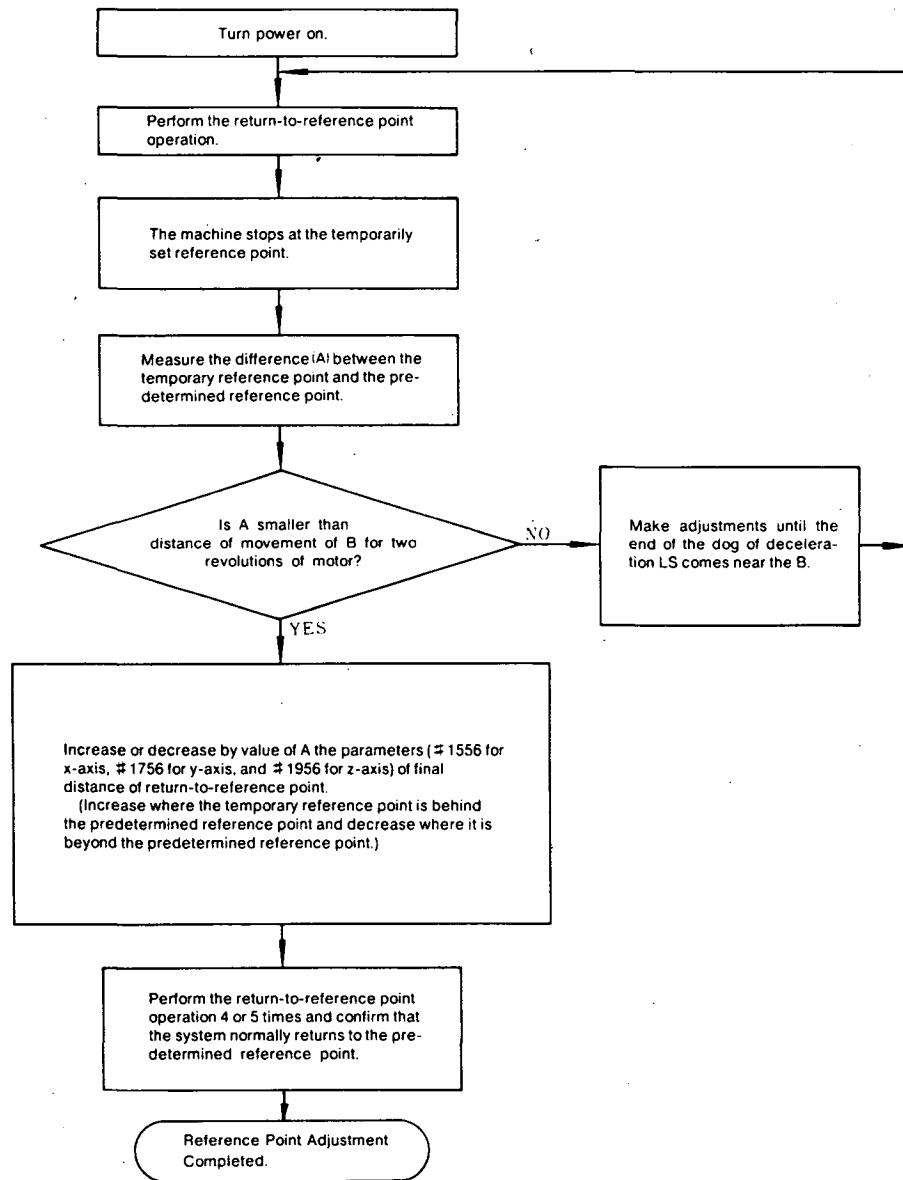 Turn power on.
Perform the return-to-reference point
operation.
The machine stops at the temporarily
set reference point.
Measure the difference (A) between the
temporary reference point and the pre-
determined reference point.
Is A smaller than
distance of movement of B for two
revolutions of motor?
NO
Make adjustments until the
end of the dog of decelera-
tion LS comes near the B.
YES
Increase or decrease by value of A the parameters (# 1556 for
x-axis, # 1756 for y-axis, and # 1956 for z-axis) of final
distance of return-to-reference point.
(Increase where the temporary reference point is behind
the predetermined reference point and decrease where it is
beyond the predetermined reference point.)
Perform the return-to-reference point
operation 4 or 5 times and confirm that
the system normally returns to the pre-
determined reference point.
Reference Point Adjustment
Completed.